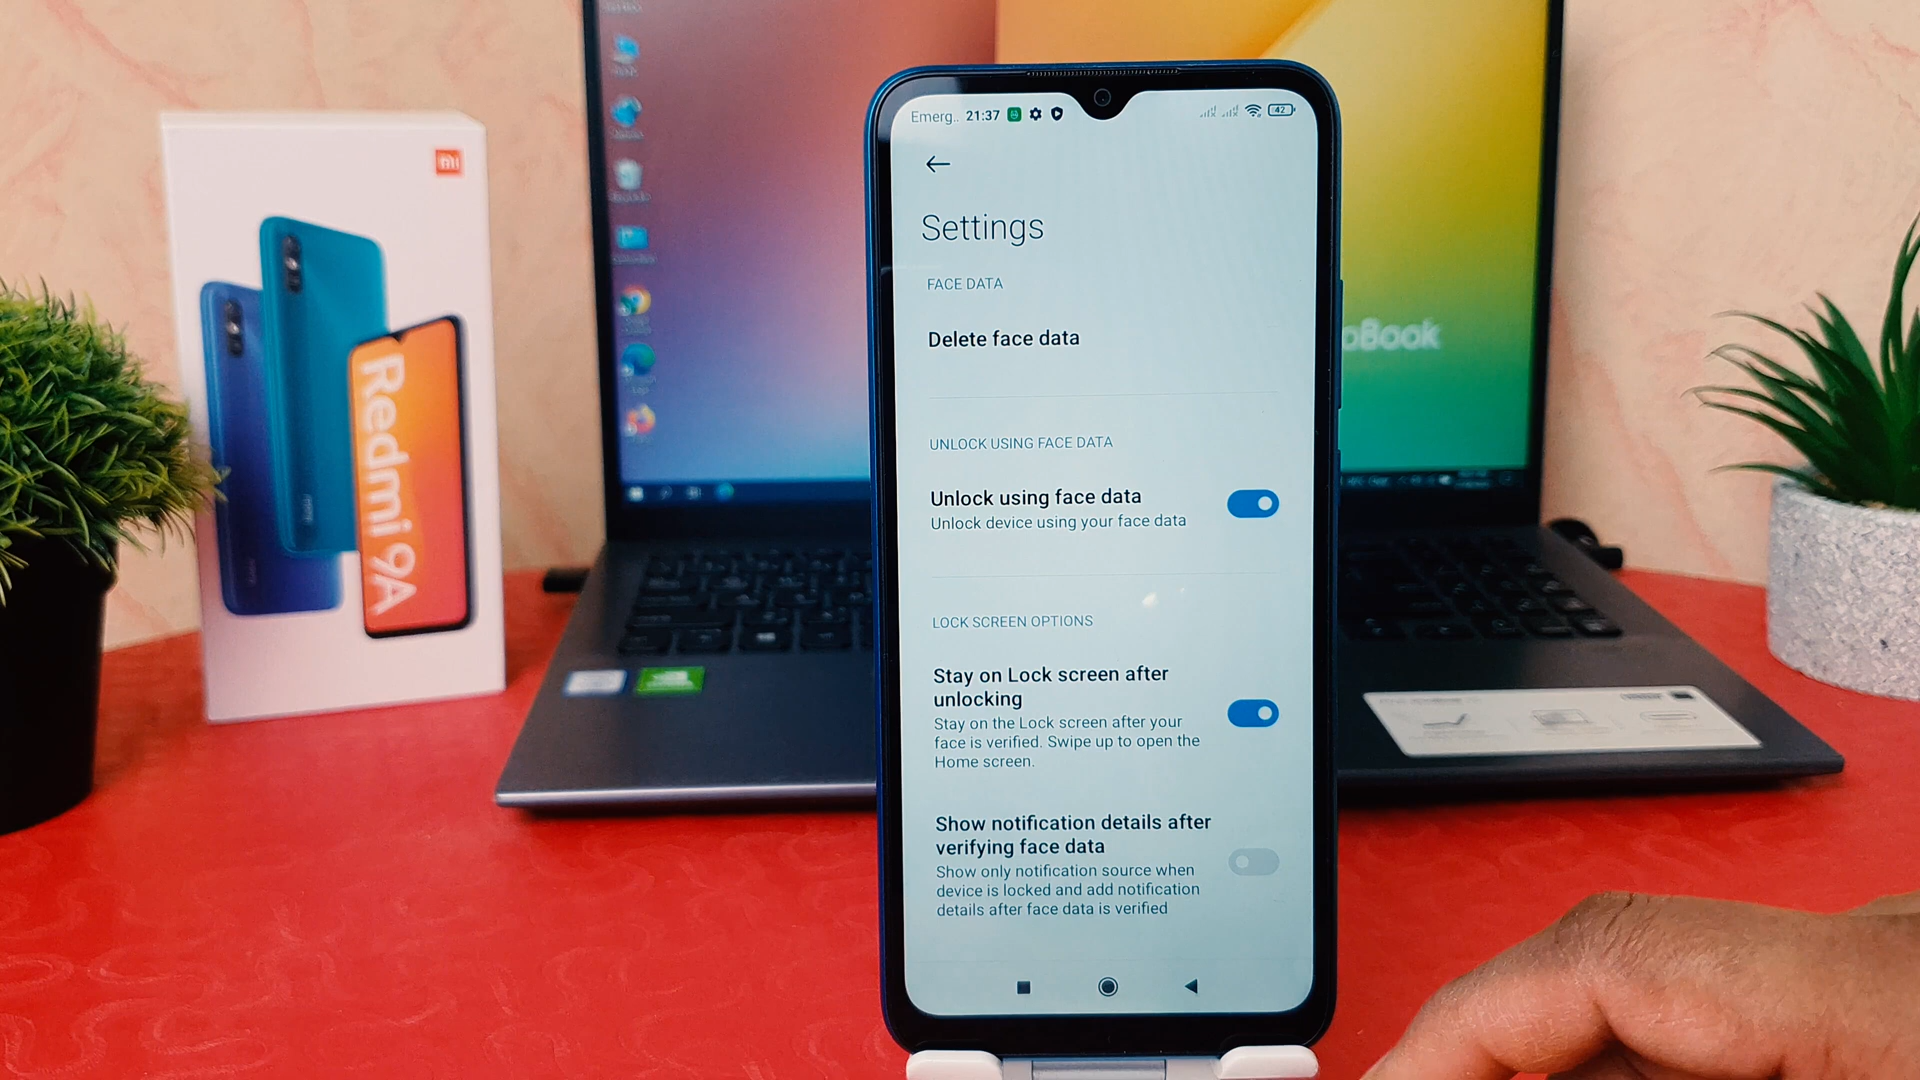 mi
Redmi 9A
oBook
Emerg.. 21:37
42
Settings
FACE DATA
Delete face data
UNLOCK USING FACE DATA
Unlock using face data
Unlock device using your face data
LOCK SCREEN OPTIONS
Stay on Lock screen after
unlocking
Stay on the Lock screen after your
face is verified. Swipe up to open the
Home screen.
Show notification details after
verifying face data
Show only notification source when
device is locked and add notification
details after face data is verified